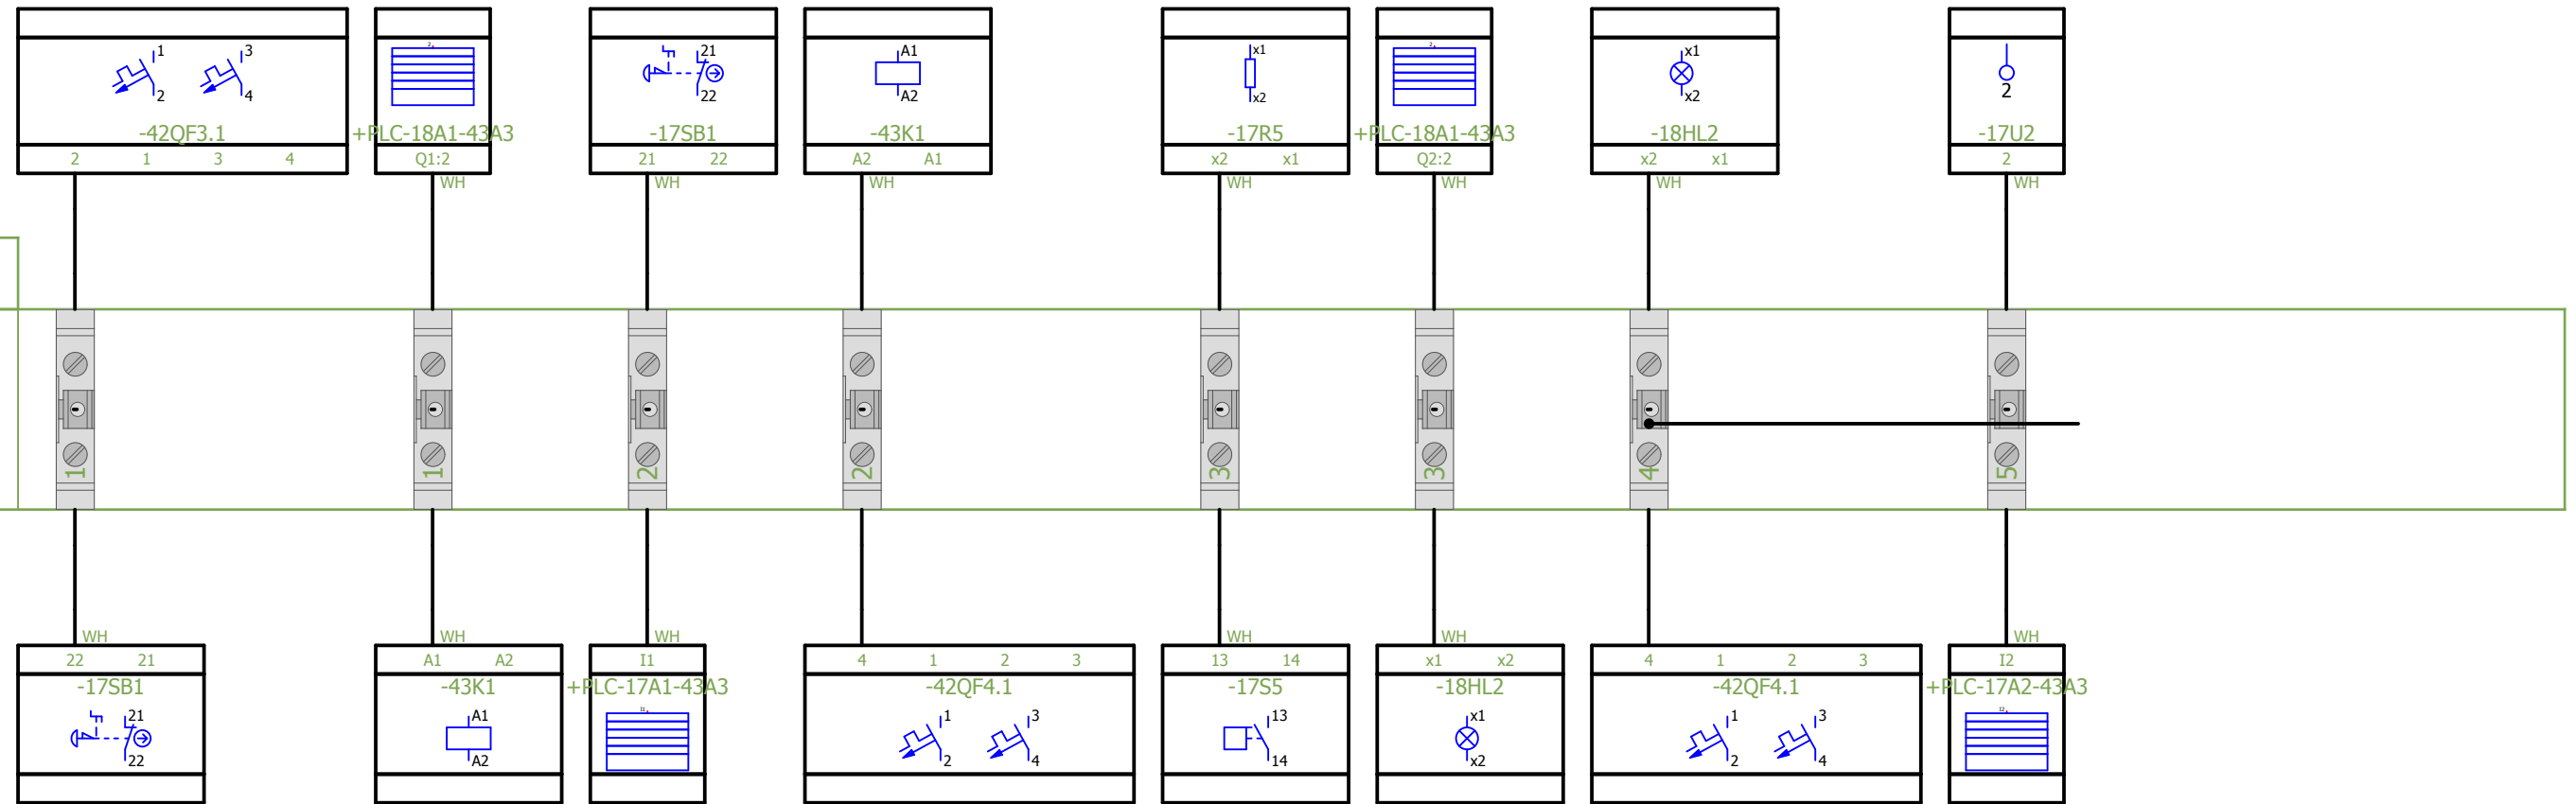 1 3
2 4
-42QF3.1
2 1 3 4
+PLC-18A1-43A3
Q1:2
WH
21
22
-17SB1
21 22
WH
A1
A2
-43K1
A2 A1
WH
x1
x2
-17R5
x2 x1
WH
+PLC-18A1-43A3
Q2:2
WH
x1
x2
-18HL2
x2 x1
WH
2
-17U2
2
WH
1 1 2 2 3 3 4 5
WH
22 21
-17SB1
21
22
WH
A1 A2
-43K1
A1
A2
WH
I1
+PLC-17A1-43A3
4 1 2 3
-42QF4.1
1 3
2 4
WH
13 14
-17S5
13
14
WH
x1 x2
-18HL2
x1
x2
4 1 2 3
-42QF4.1
1 3
2 4
WH
I2
+PLC-17A2-43A3